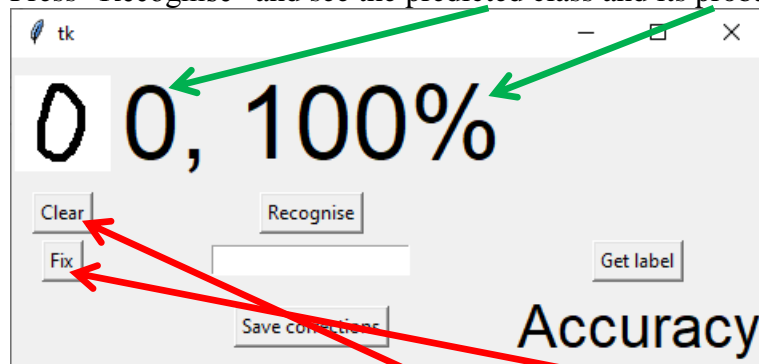 Press "Recognise" and see the predicted class and its
tk
0 0, 100%
Clear Recognise
Fix Get label
Save corrections Accuracy